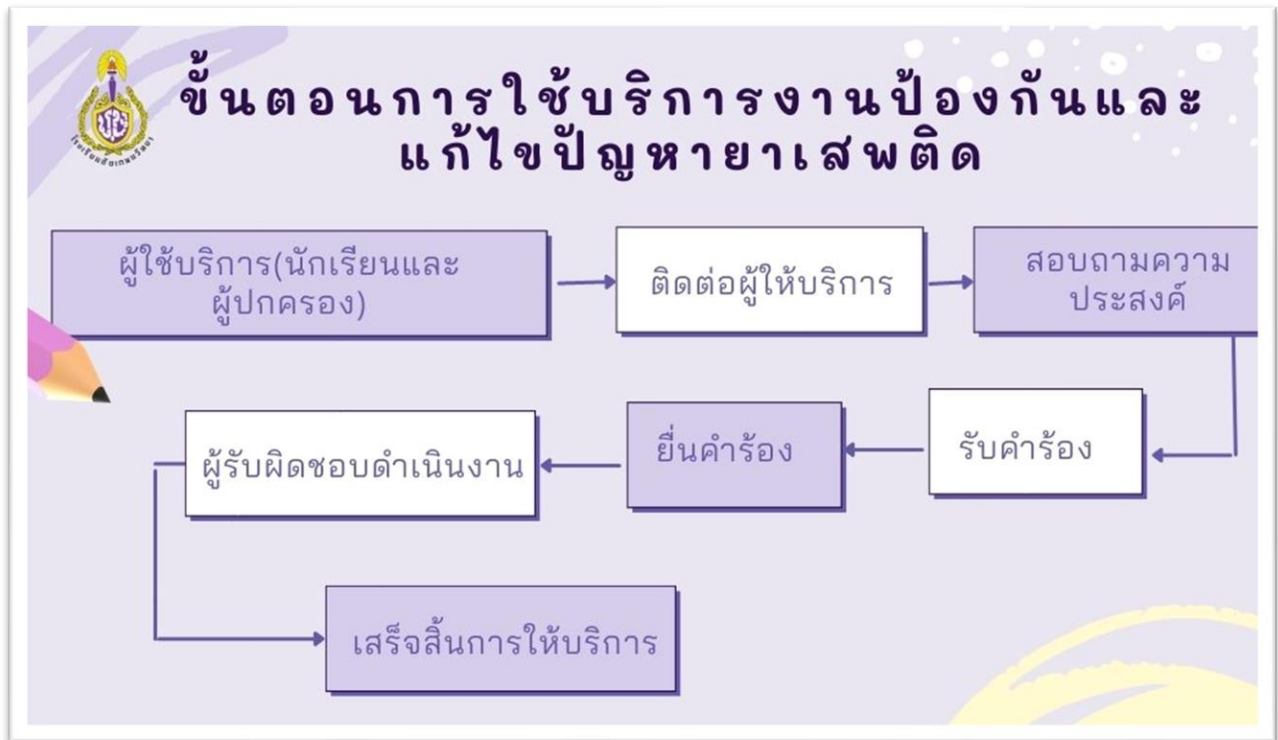 ขั้นตอนการใช้บริการงานป้องกันและ
แก้ไขปัญหายาเสพติด
ผู้ใช้บริการ(นักเรียนและ
ผู้ปกครอง)
ติดต่อผู้ให้บริการ
สอบถามความ
ประสงค์
รับคำร้อง
ยื่นคำร้อง
ผู้รับผิดชอบดำเนินงาน
เสร็จสิ้นการให้บริการ